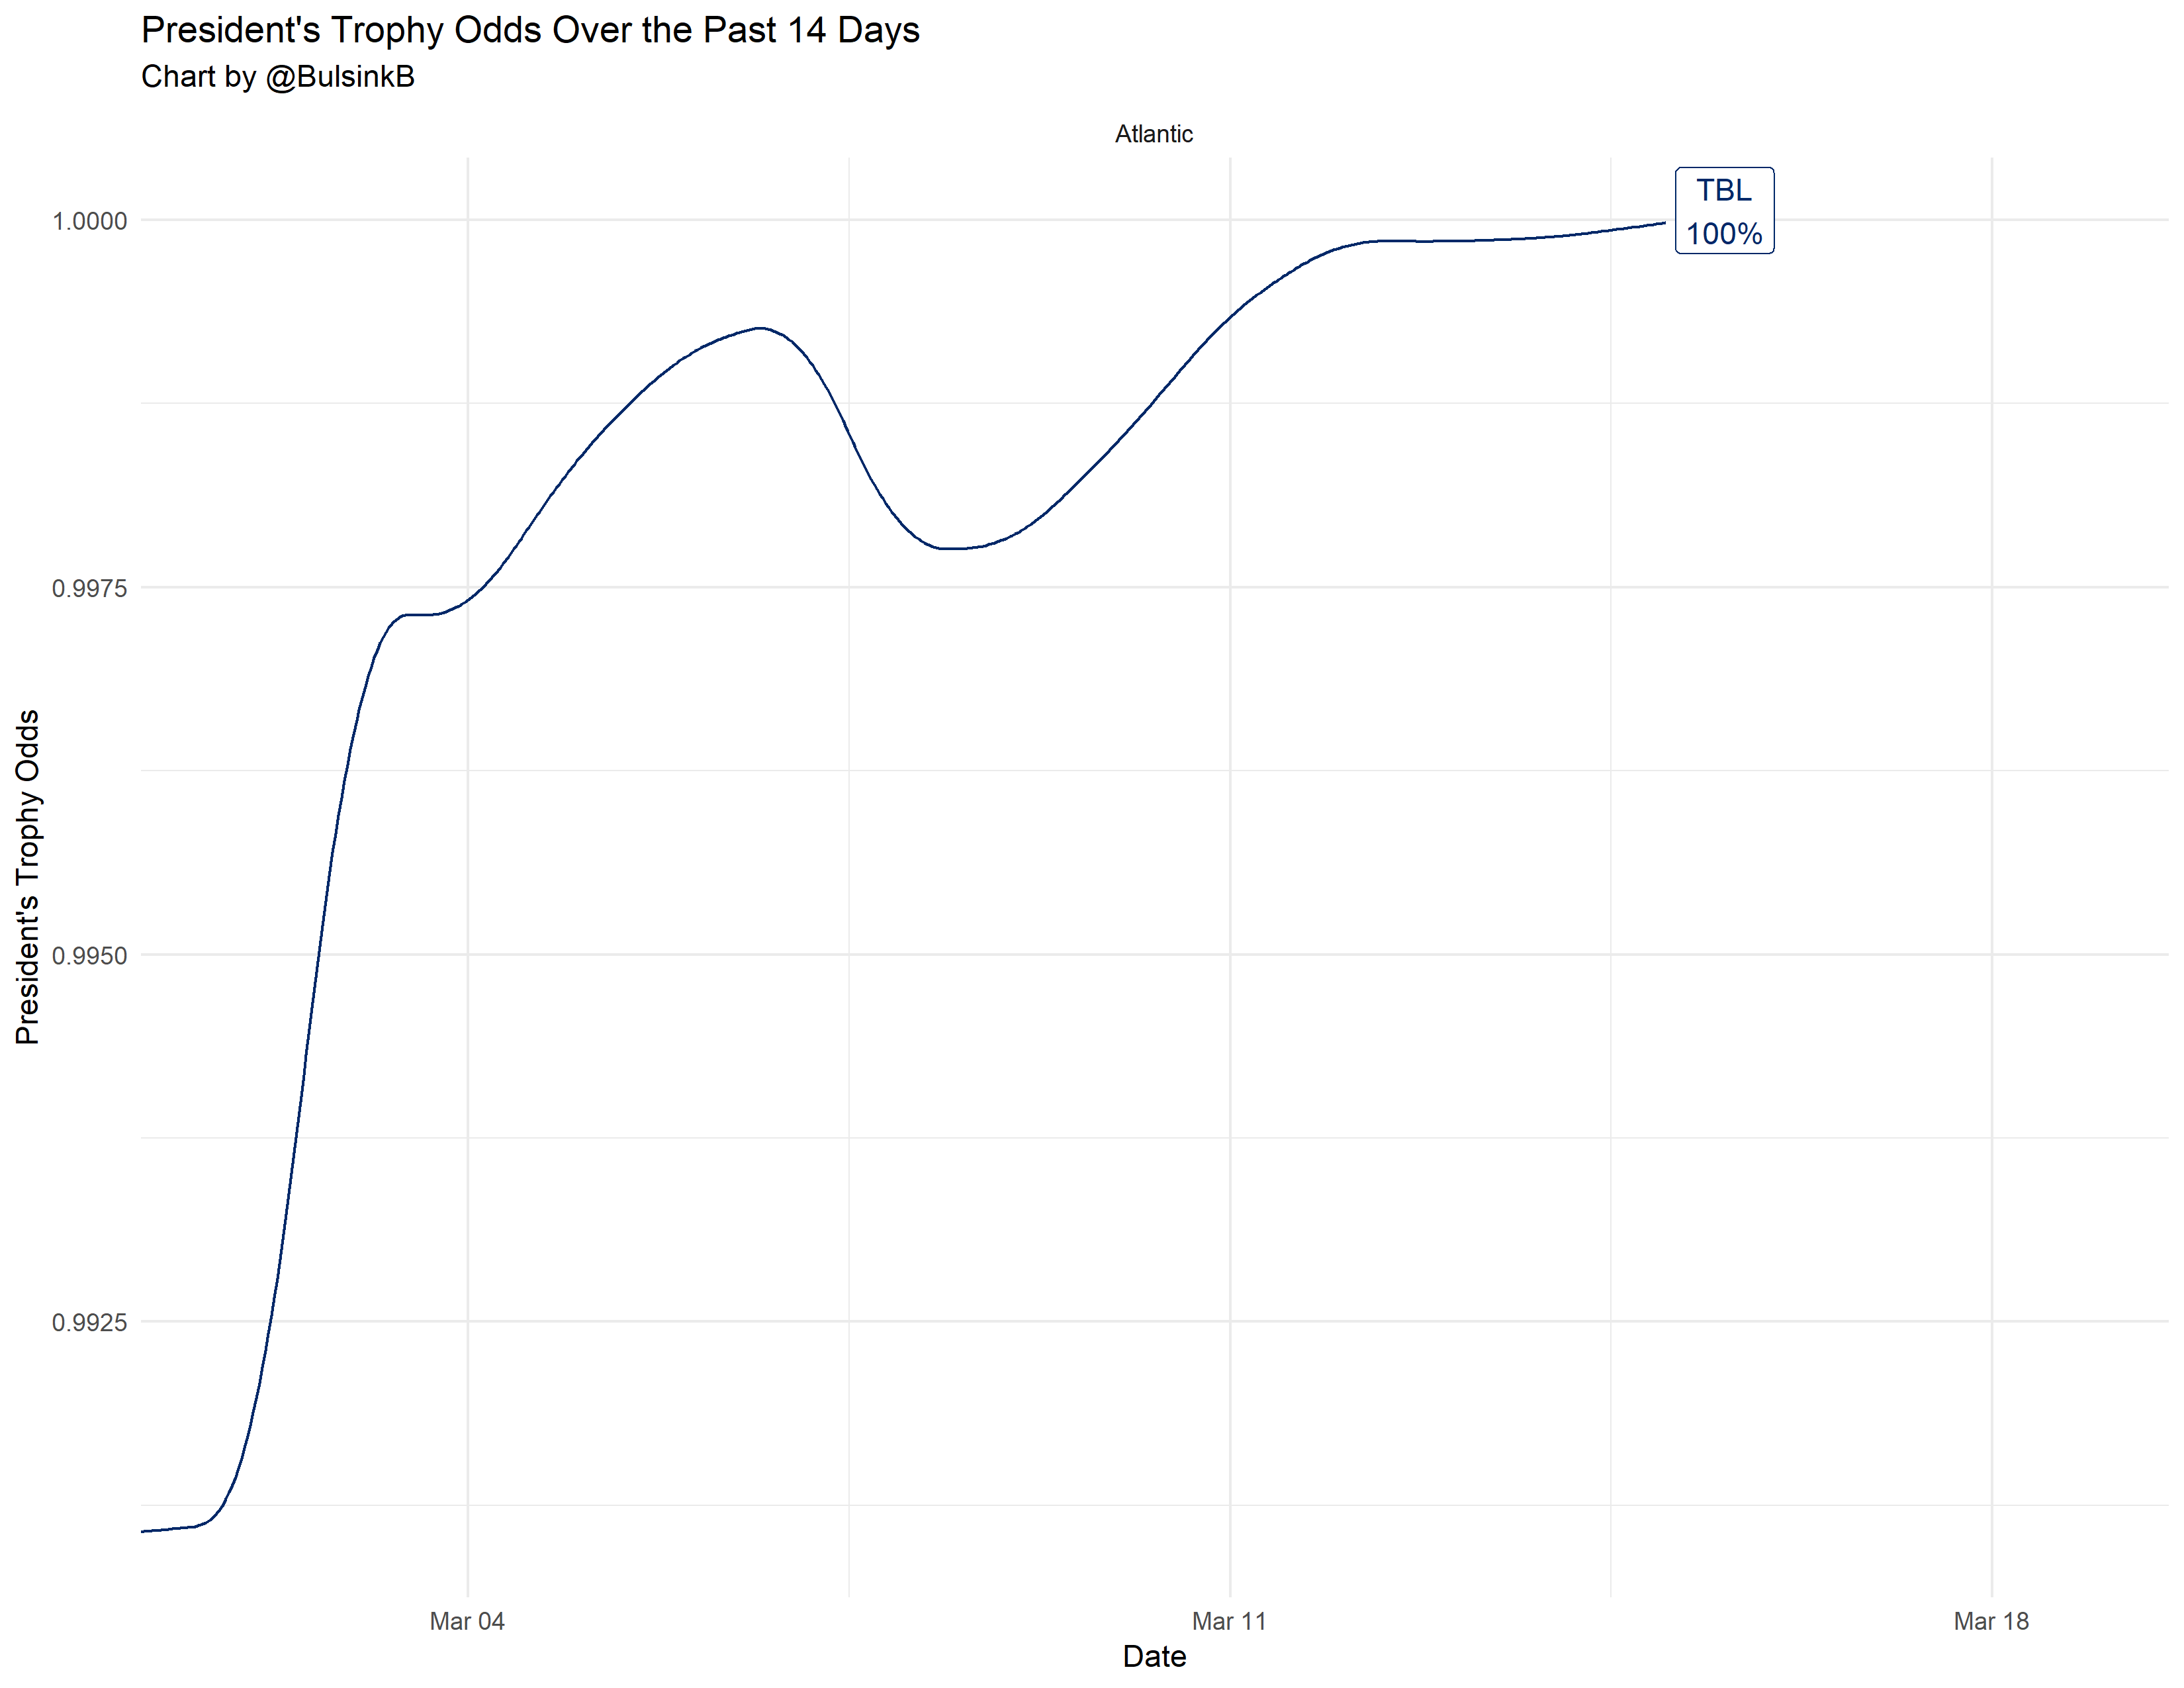 President's Trophy Odds Over the Past 14 Days
Chart by @BulsinkB
Atlantic
TBL
100%
1.0000
0.9975
0.9950
0.9925
President's Trophy Odds
Mar 04
Mar 11
Mar 18
Date